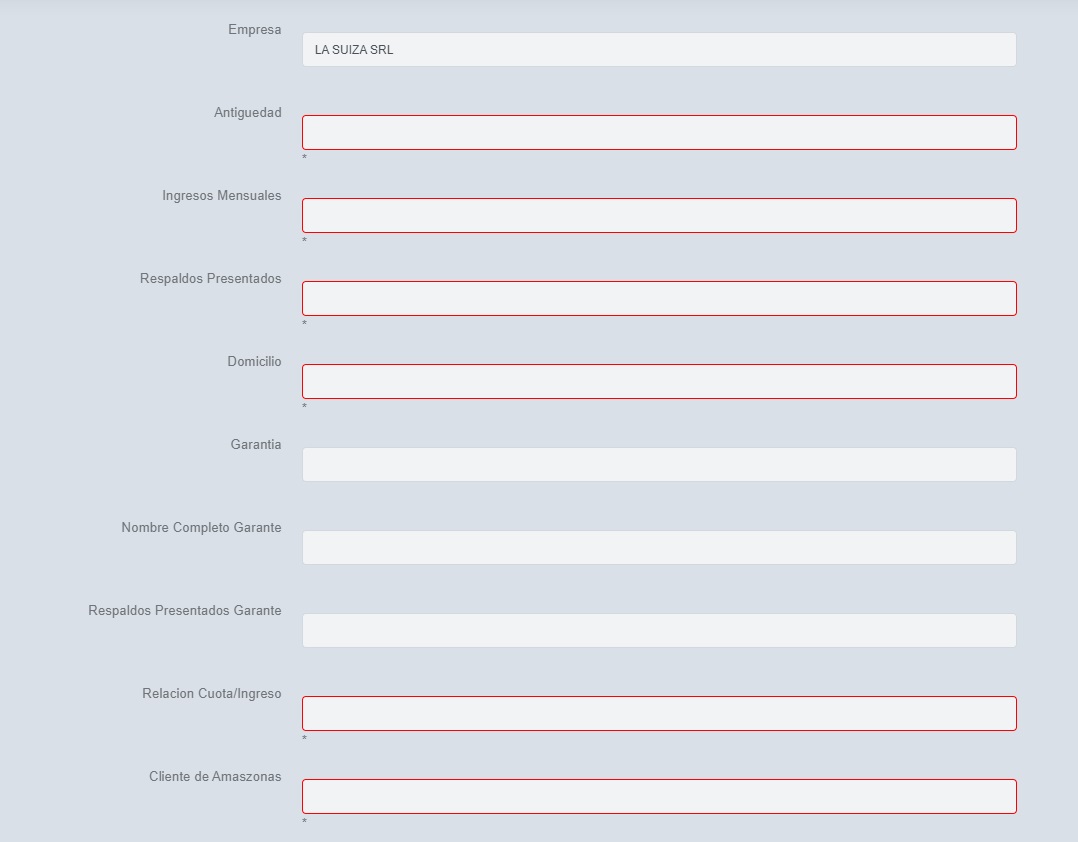 Empresa
LA SUIZA SRL
Antiguedad
*
Ingresos Mensuales
*
Respaldos Presentados
*
Domicilio
*
Garantia
Nombre Completo Garante
Respaldos Presentados Garante
Relacion Cuota/Ingreso
*
Cliente de Amaszonas
*